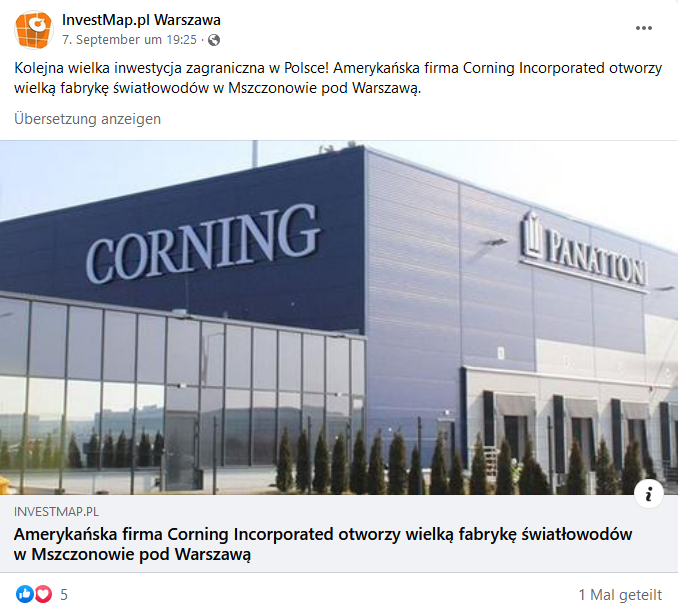 InvestMap.pl Warszawa
7. September um 19:25 ·
Kolejna wielka inwestycja zagraniczna w Polsce! Amerykańska firma Corning Incorporated otworzy
wielką fabrykę światłowodów w Mszczonowie pod Warszawą.
Übersetzung anzeigen
CORNING
PANATTONI
INVESTMAP.PL
Amerykańska firma Corning Incorporated otworzy wielką fabrykę światłowodów
w Mszczonowie pod Warszawą
5
1 Mal geteilt